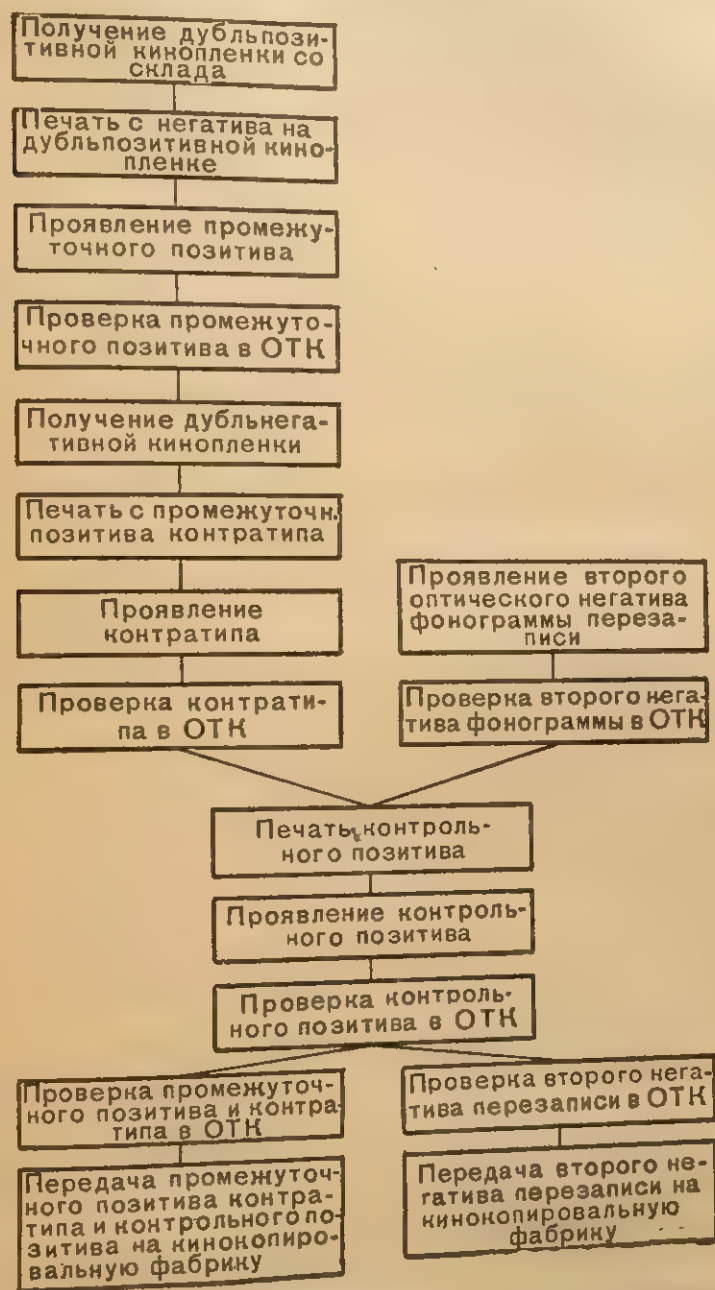 Получение дубльпози-
тивной кинопленки со
склада
Печать с негатива на
дубльпозитивной кино-
пленке
Проявление промежу-
точного позитива
Проверка промежуто-
чного позитива в ОТК
Получение дубльнега-
тивной кинопленки
Печать с промежуточн.
позитива контратипа
Проявление
контратипа
Проверка контрати-
па в ОТК
Проявление второго
оптического негатива
фонограммы переза-
писи
Проверка второго нега-
тива фонограммы в ОТК
Печать контроль-
ного позитива
Проявление контроль-
ного позитива
Проверка контроль-
ного позитива в ОТК
Проверка промежуточ-
ного позитива и контра-
типа в ОТК
Передача промежуточ-
ного позитива контра-
типа и контрольного по-
зитива на кинокопиро-
вальную фабрику
Проверка второго нега-
тива перезаписи в ОТК
Передача второго не-
гатива перезаписи на
кинокопировальную
фабрику